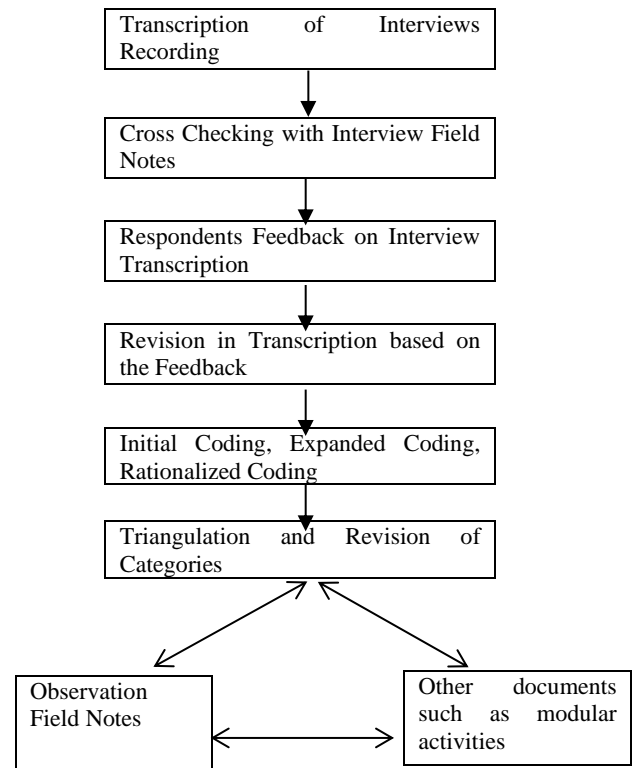 Transcription of Interviews
Recording
Cross Checking with Interview Field
Notes
Respondents Feedback on Interview
Transcription
Revision in Transcription based on
the Feedback
Initial Coding, Expanded Coding,
Rationalized Coding
Triangulation and Revision of
Categories
Observation
Field Notes
Other documents
such as modular
activities